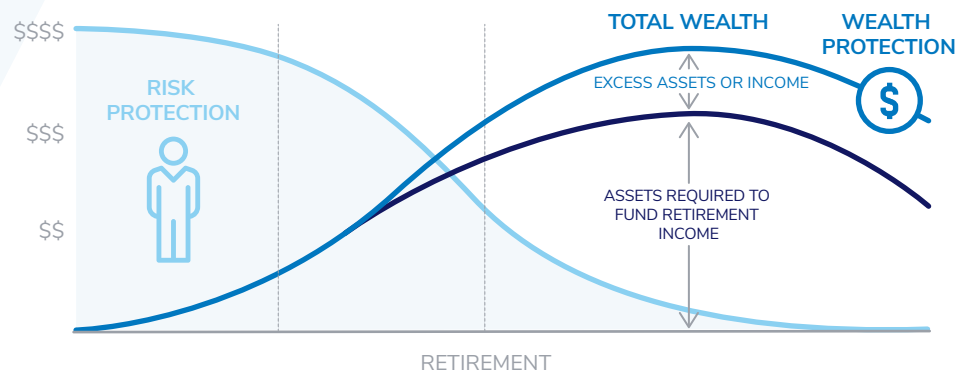 $$$$
$$$
$$
RISK
PROTECTION
TOTAL WEALTH
EXCESS ASSETS OR INCOME
ASSETS REQUIRED TO
FUND RETIREMENT
INCOME
WEALTH
PROTECTION
$
RETIREMENT